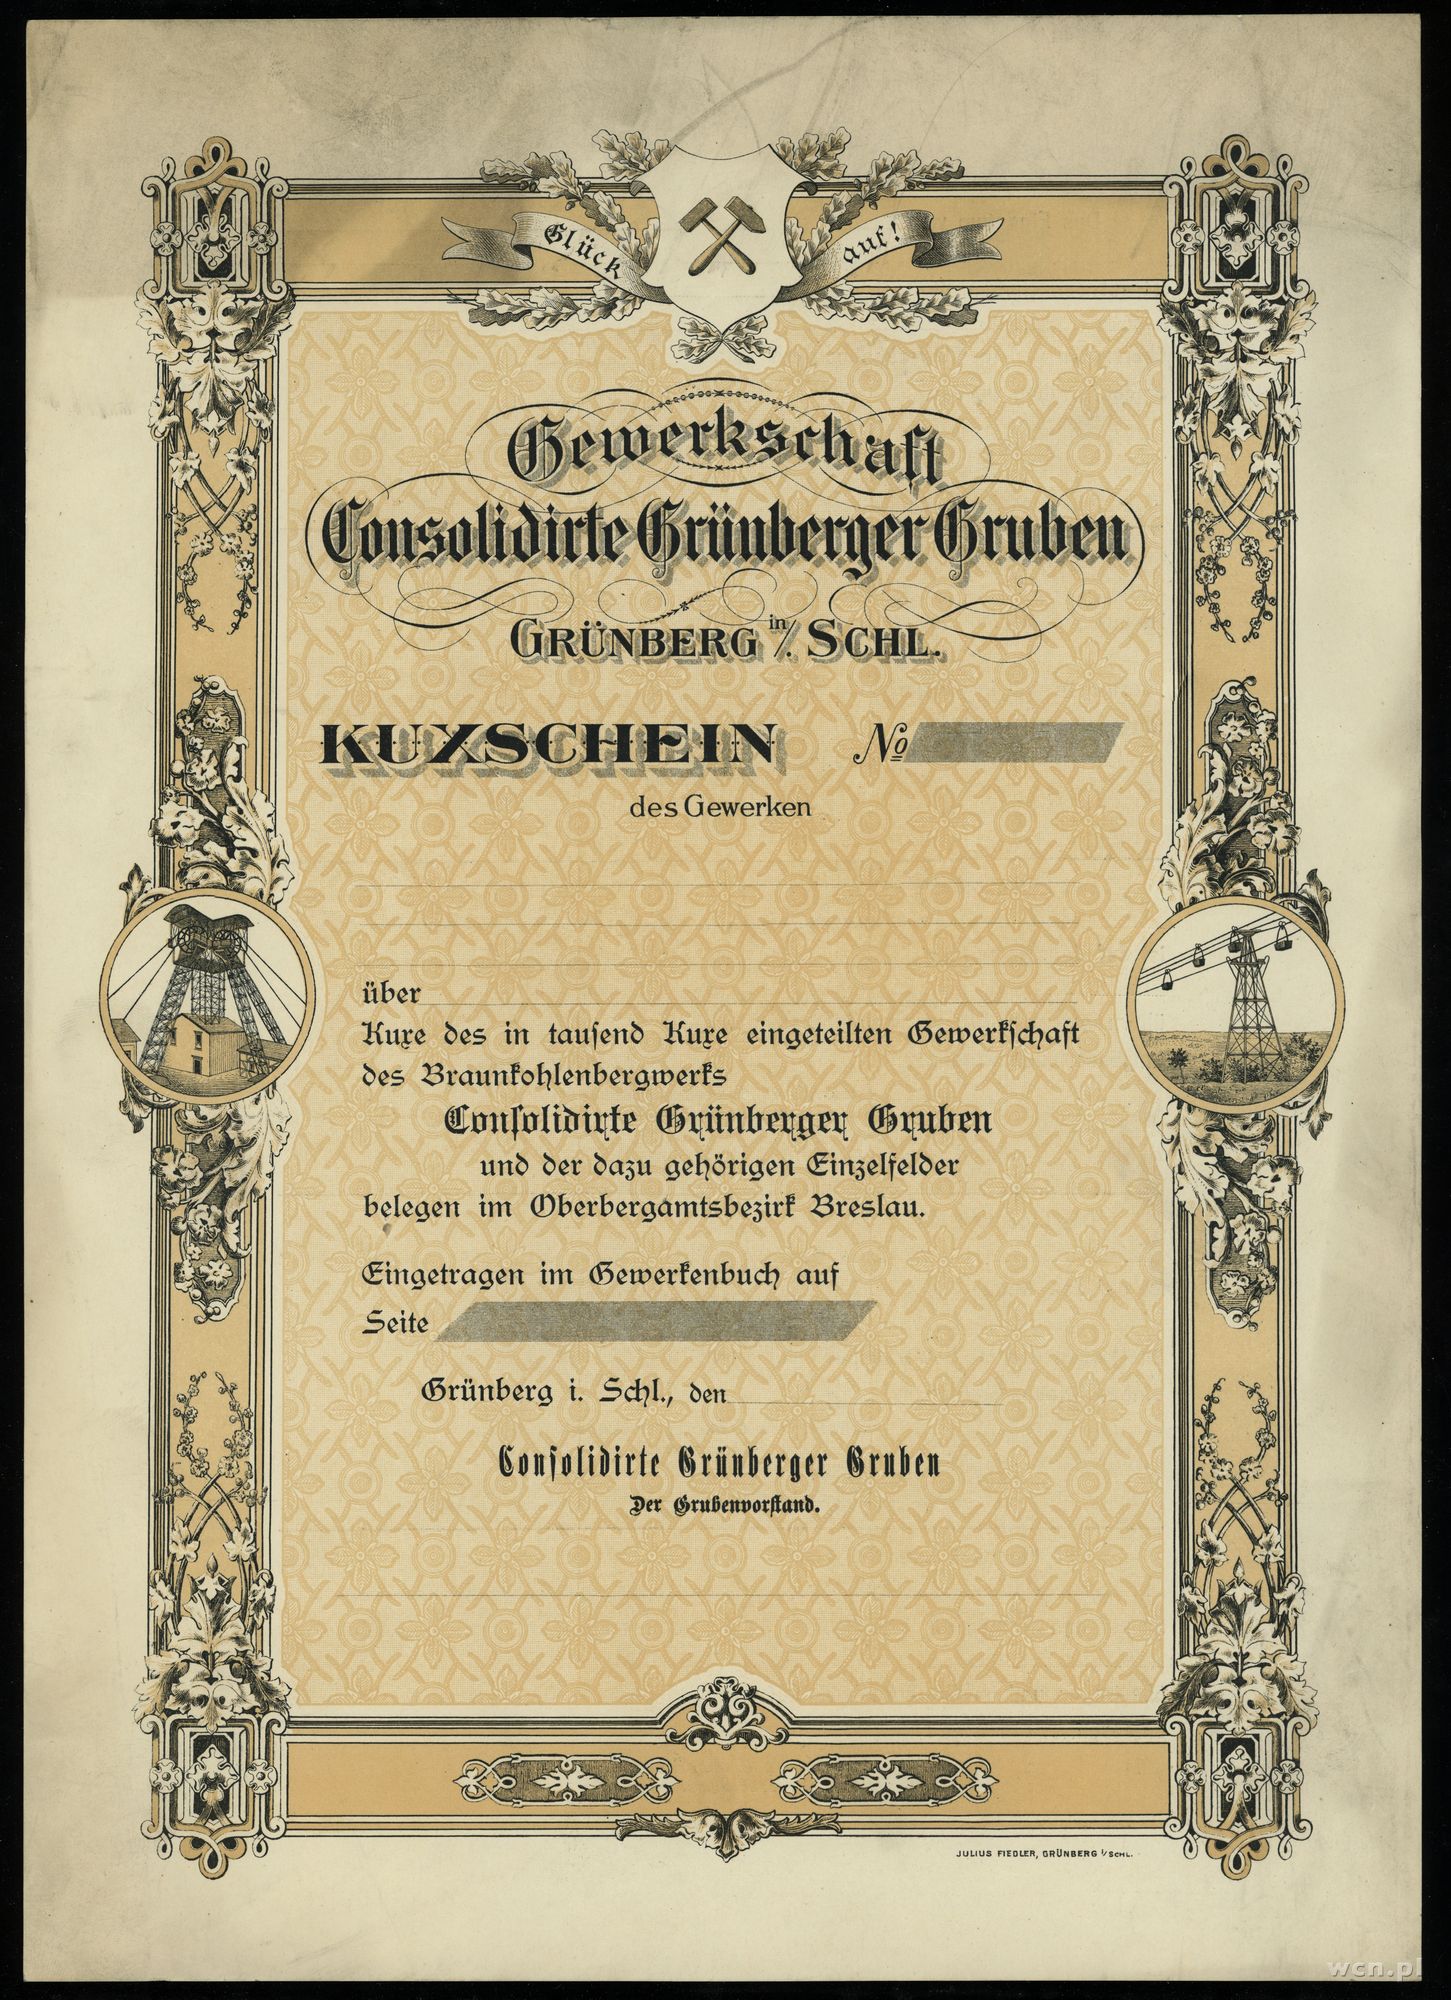 Glück auf!
Gewerkschaft
Consolidirte Grünberger Gruben
GRÜNBERG in/. SCHL.
KUXSCHEIN No
des Gewerken
über
Kuxe des in tausend Kuxe eingeteilten Gewerkschaft
des Braunkohlenbergwerks
Consolidirte Grünberger Gruben
und der dazu gehörigen Einzelfelder
belegen im Oberbergamtsbezirk Breslau.
Eingetragen im Gewerkenbuch auf
Seite
Grünberg i. Schl., den
Consolidirte Grünberger Gruben
Der Grubenvorstand.
JULIUS FIEDLER, GRÜNBERG i/SCHL.
wcn.pl